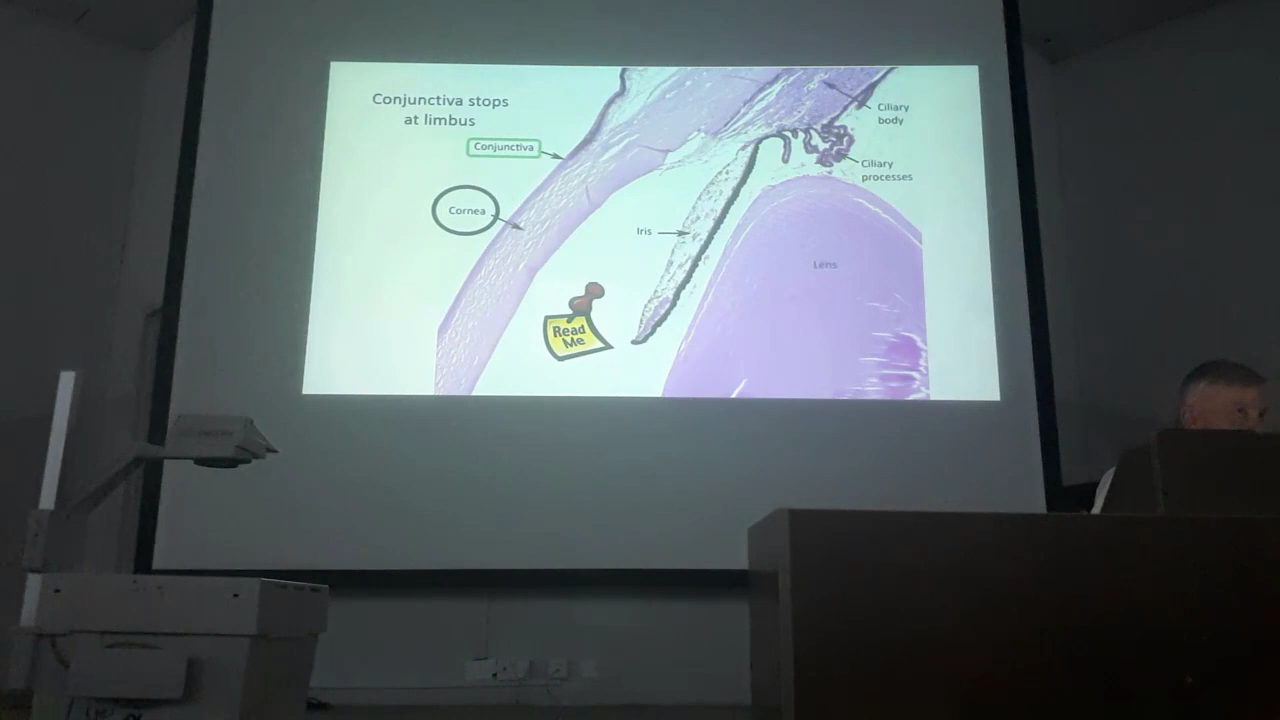 Conjunctiva stops
at limbus
Conjunctiva
Cornea
Iris
Ciliary
body
Ciliary
processes
Lens
Read
Me